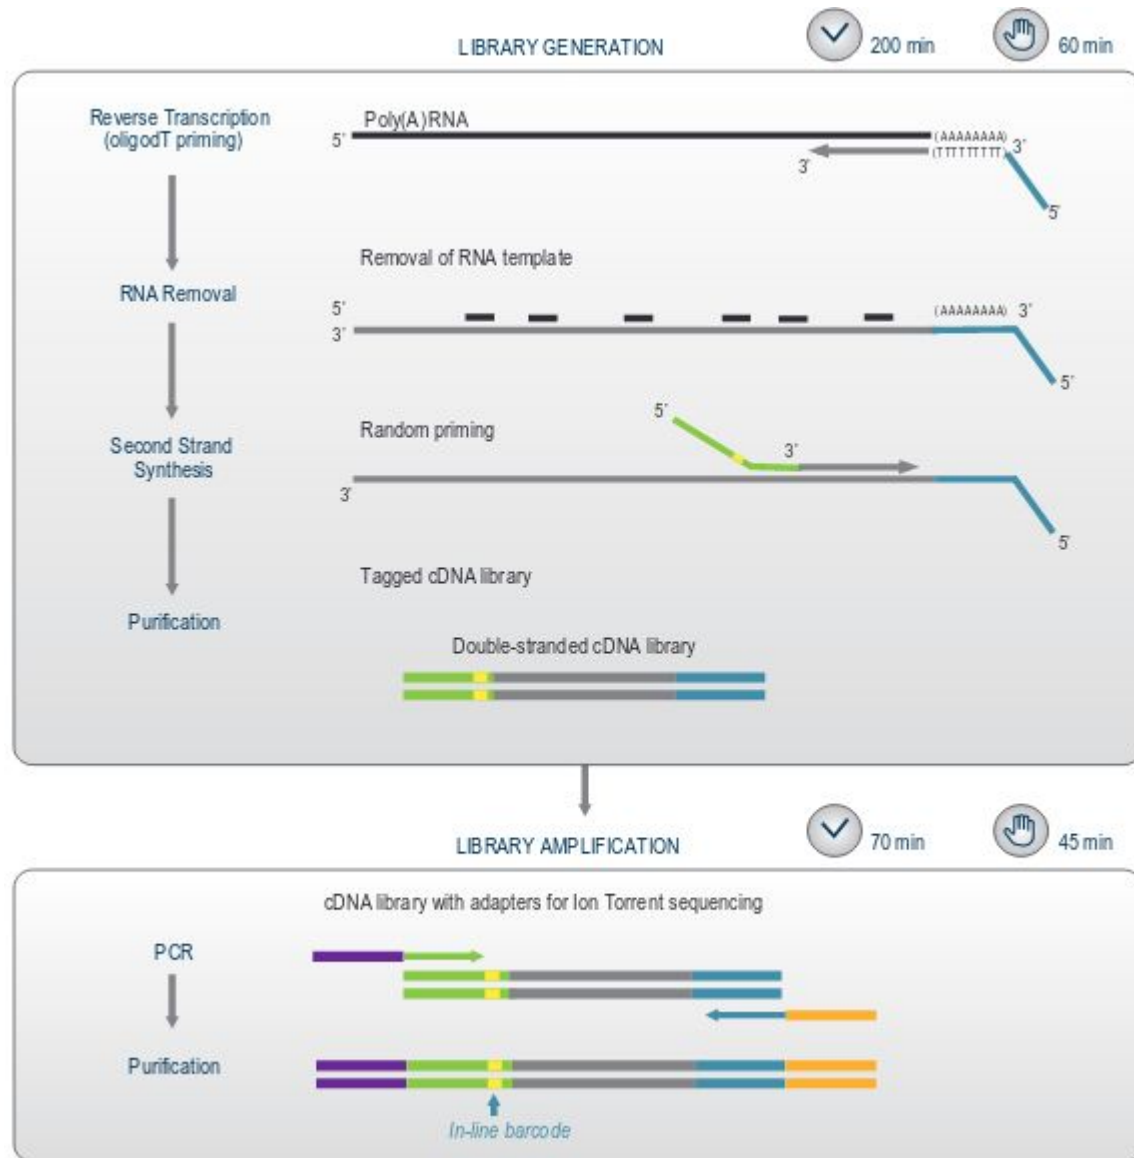 LIBRARY GENERATION
200 min
60 min
Reverse Transcription
(oligodT priming)
Poly(A)RNA
5'
(AAAAAAAA)
3'
(TTTTTTTTT)
3'
5'
Removal of RNA template
RNA Removal
5'
(AAAAAAAA)
3'
3'
5'
5'
Random priming
3'
Second Strand
Synthesis
3'
5'
Tagged cDNA library
Purification
Double-stranded cDNA library
LIBRARY AMPLIFICATION
70 min
45 min
cDNA library with adapters for Ion Torrent sequencing
PCR
Purification
In-line barcode